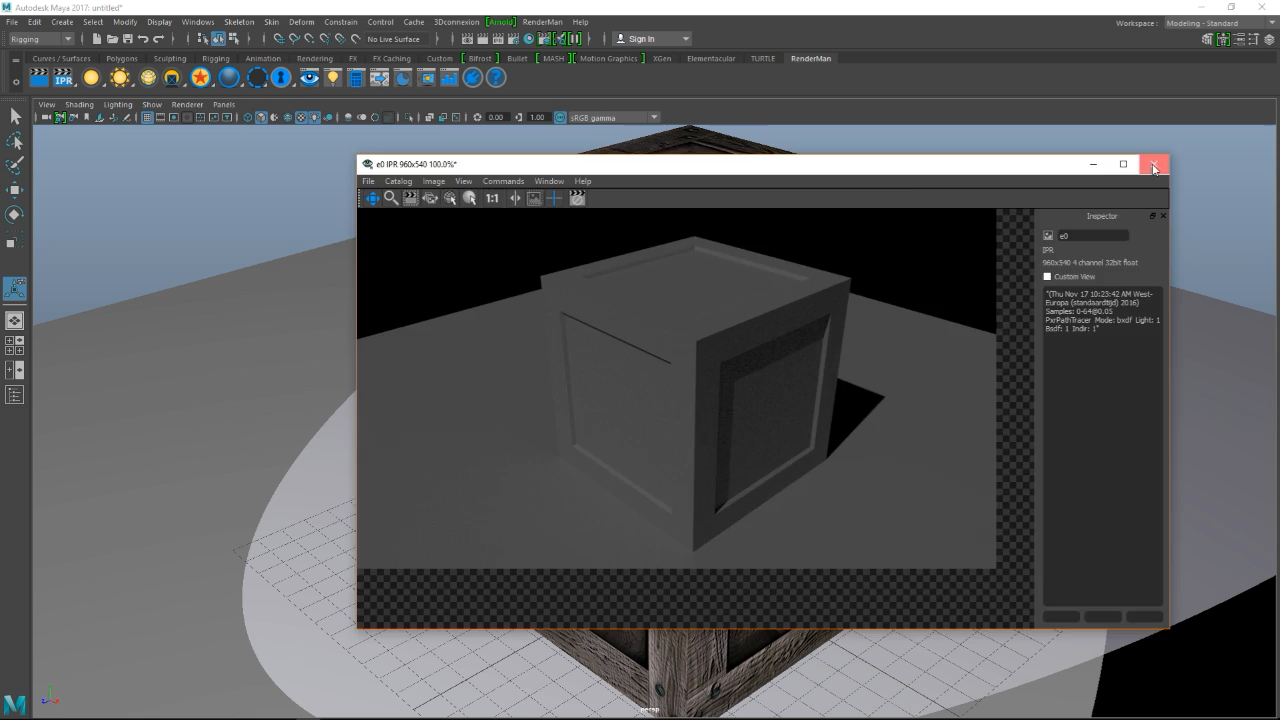 Autodesk Maya 2017: untitled*
File Edit Create Select Modify Display Windows Skeleton Skin Deform Constrain Control Cache 3Dconnexion Arnold RenderMan Help
Workspace : Modeling - Standard
Rigging
No Live Surface
Sign In
Curves / Surfaces Polygons Sculpting Rigging Animation Rendering FX FX Caching Custom Bifrost Bullet MASH Motion Graphics XGen Elementacular TURTLE RenderMan
IPR
View Shading Lighting Show Renderer Panels
0.00 1.00 sRGB gamma
e0 IPR 960x540 100.0%*
File Catalog Image View Commands Window Help
1:1
Inspector
e0
IPR
960x540 4 channel 32bit float
Custom View
"(Thu Nov 17 10:23:42 AM West-
Europa (standaardtijd) 2016)
Samples: 0-64@0.05
PxrPathTracer Mode: bxdf Light: 1
Bsdf: 1 Indir: 1"
persp